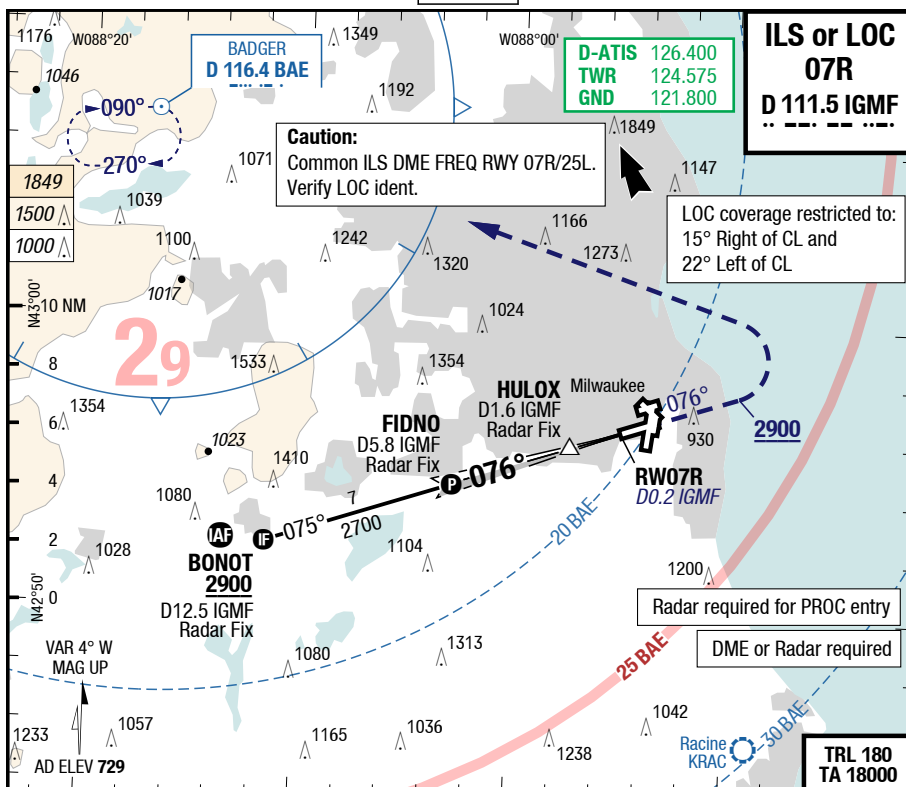 1176
W088°20'
1349
W088°00'
ILS or LOC
07R
D 111.5 IGMF
BADGER
D 116.4 BAE
D-ATIS 126.400
TWR 124.575
GND 121.800
1046
1192
090°
270°
1849
Caution:
Common ILS DME FREQ RWY 07R/25L.
Verify LOC ident.
1071
1147
1849
1500
1000
1039
LOC coverage restricted to:
15° Right of CL and
22° Left of CL
1166
1100
1242
1320
1273
N43°00'
1017
10 NM
29
1024
8
1533
1354
HULOX
D1.6 IGMF
Radar Fix
Milwaukee
076°
1354
6
FIDNO
D5.8 IGMF
Radar Fix
930
2900
1023
4
1410
P
076°
RW07R
D0.2 IGMF
1080
7
2700
075°
IAF
IF
20 BAE
2
BONOT
2900
D12.5 IGMF
Radar Fix
1028
1104
1200
N42°50'
0
Radar required for PROC entry
DME or Radar required
VAR 4° W
MAG UP
1080
1313
25 BAE
1233
1057
1165
1036
1238
1042
30 BAE
Racine
KRAC
AD ELEV 729
TRL 180
TA 18000